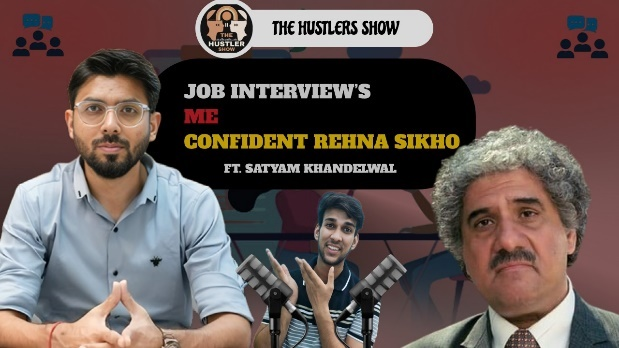 THE HUSTLERS SHOW
THE
HUSTLER
SHOW
JOB INTERVIEW'S
ME
CONFIDENT REHNA SIKHO
FT. SATYAM KHANDELWAL